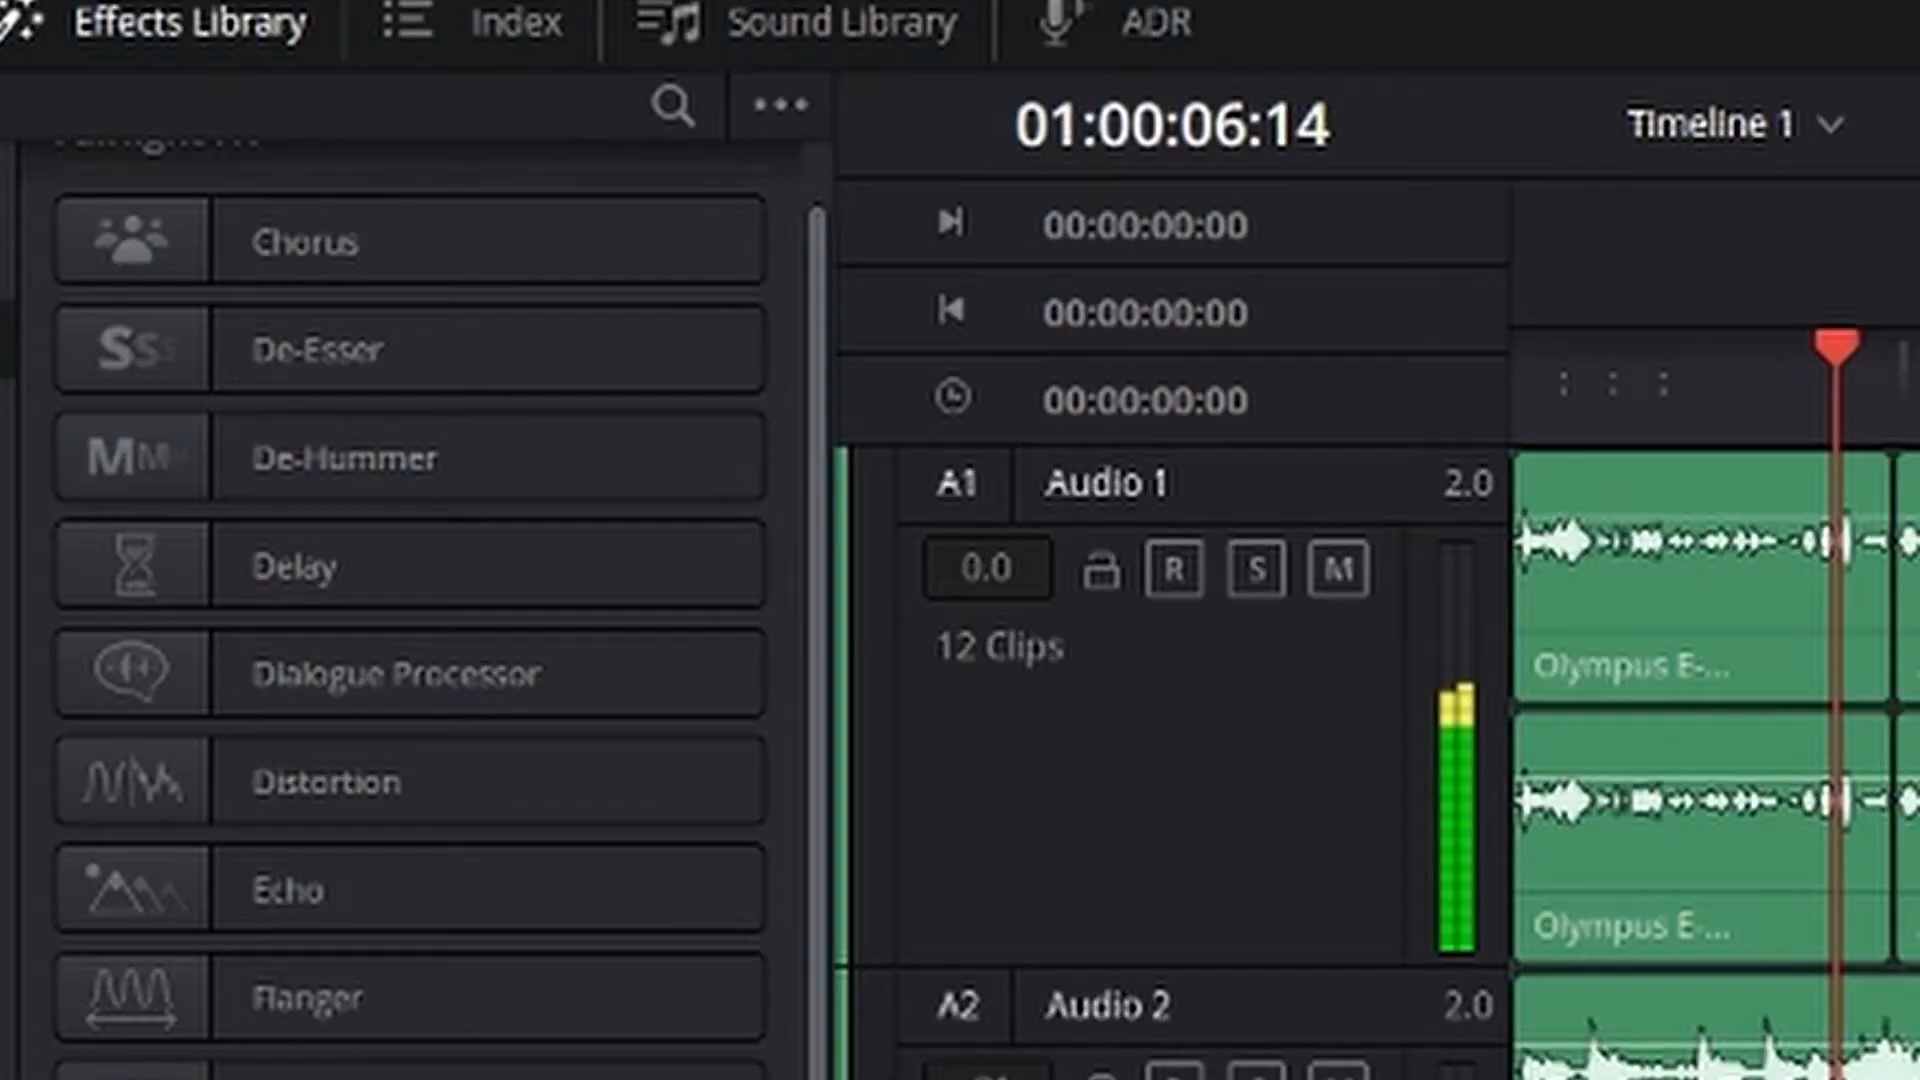 Effects Library
Index
Sound Library
ADR
01:00:06:14
Timeline 1
Chorus
00:00:00:00
De-Esser
00:00:00:00
De-Hummer
00:00:00:00
Delay
Dialogue Processor
Distortion
Echo
Flanger
A1
Audio 1
2.0
0.0
R
S
M
12 Clips
Olympus E-...
Olympus E-...
A2
Audio 2
2.0